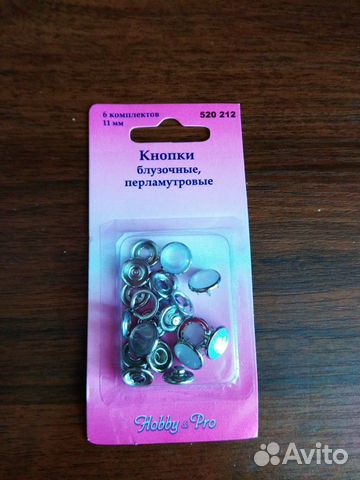 6 комплектов
11 мм
520 212
Кнопки
блузочные,
перламутровые
Hobby & Pro
Avito